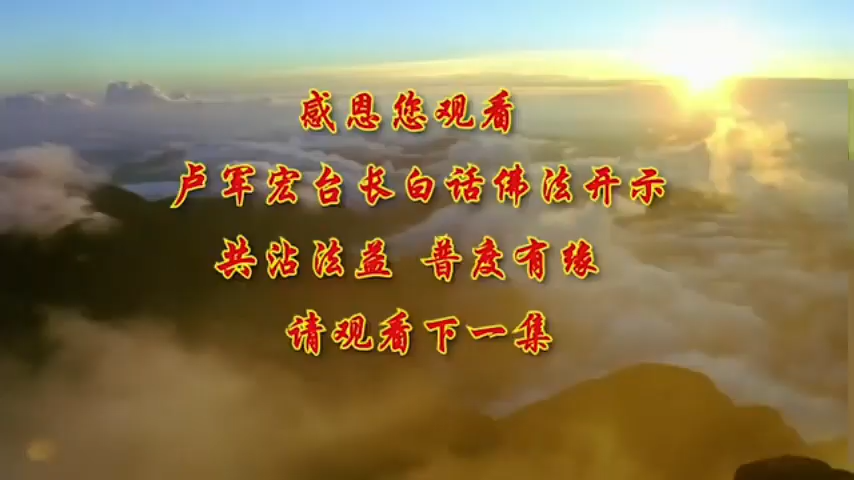 感恩您观看
卢军宏台长白话佛法开示
共沾法益 普度有缘
请观看下一集